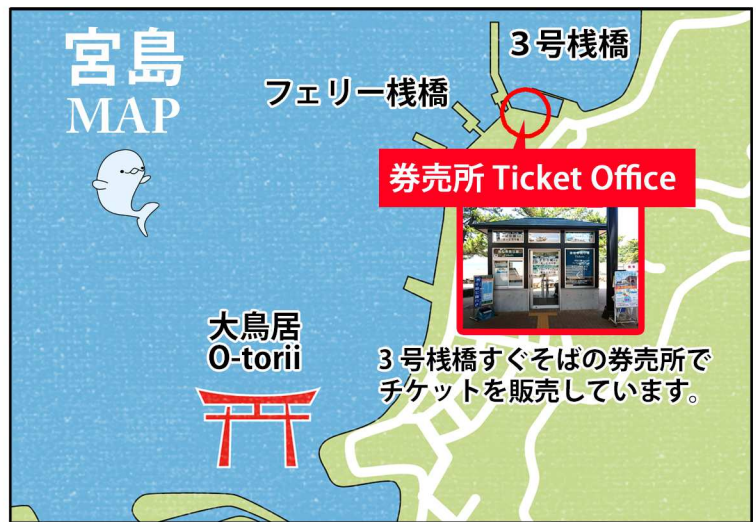 宮島
MAP
3号桟橋
フェリー桟橋
券売所 Ticket Office
大鳥居
O-torii
3号桟橋すぐそばの券売所で
チケットを販売しています。